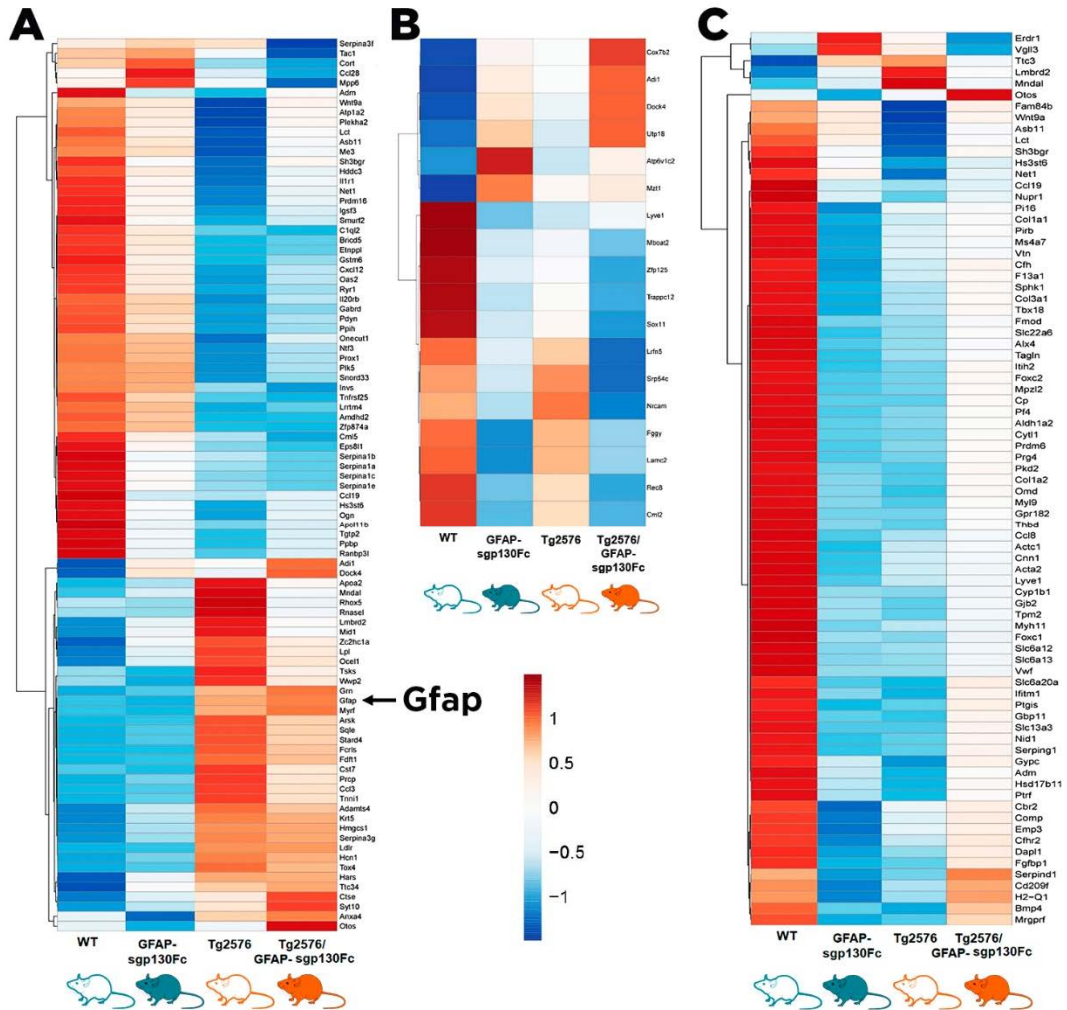 A
Serpina3f
Tac1
Cort
Ccl28
Mpp6
Adm
Wnt9a
Atp1a2
Plekha2
Lct
Asb11
Me3
Sh3bgr
Hddc3
Il1r1
Net1
Prdm16
Igsf3
Smurf2
C1ql2
Bricd5
Etnppl
Gstm6
Cxcl12
Oas2
Ryr1
Il20rb
Gabrd
Pdyn
Ppih
Onecut1
Ntf3
Prox1
Plk5
Snord33
Invs
Tnfrsf25
Lrrtm4
Amdhd2
Zfp874a
Cml5
Eps8l1
Serpina1b
Serpina1a
Serpina1c
Serpina1e
Ccl19
Hs3st6
Ogn
Apol11b
Tgtp2
Ppbp
Ranbp3l
Adi1
Dock4
Apoa2
Mndal
Rhox5
Rnasel
Lmbrd2
Mid1
Zc2hc1a
Lpl
Ocel1
Tsks
Wwp2
Grn
Gfap
Myrf
Arsk
Sqle
Stard4
Fcrls
Fdft1
Cst7
Prcp
Ccl3
Tnni1
Adamts4
Krt5
Hmgcs1
Serpina3g
Ldlr
Hcn1
Tox4
Hars
Ttc34
Ctse
Syt10
Anxa4
Otos
WT
GFAP-
sgp130Fc
Tg2576
Tg2576/
GFAP- sgp130Fc
B
Cox7b2
Adi1
Dock4
Utp18
Atp6v1c2
Mzt1
Lyve1
Mboat2
Zfp125
Trappc12
Sox11
Lrfn5
Srp54c
Nrcam
Fggy
Lamc2
Rec8
Cml2
WT
GFAP-
sgp130Fc
Tg2576
Tg2576/
GFAP-
sgp130Fc
Gfap
1
0.5
0
−0.5
−1
C
Erdr1
Vgll3
Ttc3
Lmbrd2
Mndal
Otos
Fam84b
Wnt9a
Asb11
Lct
Sh3bgr
Hs3st6
Net1
Ccl19
Nupr1
Pi16
Col1a1
Pirb
Ms4a7
Vtn
Cfh
F13a1
Sphk1
Col3a1
Tbx18
Fmod
Slc22a6
Alx4
Tagln
Itih2
Foxc2
Mpzl2
Cp
Pf4
Aldh1a2
Cytl1
Prdm6
Prg4
Pkd2
Col1a2
Omd
Myl9
Gpr182
Thbd
Ccl8
Actc1
Cnn1
Acta2
Lyve1
Cyp1b1
Gjb2
Tpm2
Myh11
Foxc1
Slc6a12
Slc6a13
Vwf
Slc6a20a
Ifitm1
Ptgis
Gbp11
Slc13a3
Nid1
Serping1
Gypc
Adm
Hsd17b11
Ptrf
Cbr2
Comp
Emp3
Cfhr2
Dapl1
Fgfbp1
Serpind1
Cd209f
H2−Q1
Bmp4
Mrgprf
WT
GFAP-
sgp130Fc
Tg2576
Tg2576/
GFAP- sgp130Fc